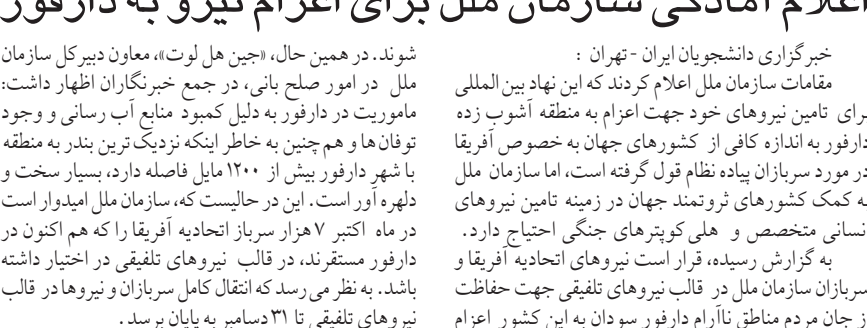 اعلام آمادگی سازمان ملل برای اعزام نیرو به دارفور
خبرگزاری دانشجویان ایران - تهران :
مقامات سازمان ملل اعلام کردند که این نهاد بین المللی
برای تامین نیروهای خود جهت اعزام به منطقه آشوب زده
دارفور به اندازه کافی از کشورهای جهان به خصوص آفریقا
در مورد سربازان پیاده نظام قول گرفته است، اما سازمان ملل
به کمک کشورهای ثروتمند جهان در زمینه تامین نیروهای
انسانی متخصص و هلی کوپترهای جنگی احتیاج دارد.
به گزارش رسیده، قرار است نیروهای اتحادیه آفریقا و
سربازان سازمان ملل در قالب نیروهای تلفیقی جهت حفاظت
از جان مردم مناطق ناآرام دارفور سودان به این کشور اعزام
شوند. در همین حال، «جین هل لوت»، معاون دبیرکل سازمان
ملل در امور صلح بانی، در جمع خبرنگاران اظهار داشت:
ماموریت در دارفور به دلیل کمبود منابع آب رسانی و وجود
توفان ها و هم چنین به خاطر اینکه نزدیک ترین بندر به منطقه
با شهر دارفور بیش از ۱۲۰۰ مایل فاصله دارد، بسیار سخت و
دلهره آور است. این در حالیست که، سازمان ملل امیدوار است
در ماه اکتبر ۷ هزار سرباز اتحادیه آفریقا را که هم اکنون در
دارفور مستقرند، در قالب نیروهای تلفیقی در اختیار داشته
باشد. به نظر می رسد که انتقال کامل سربازان و نیروها در قالب
نیروهای تلفیقی تا ۳۱ دسامبر به پایان برسد.